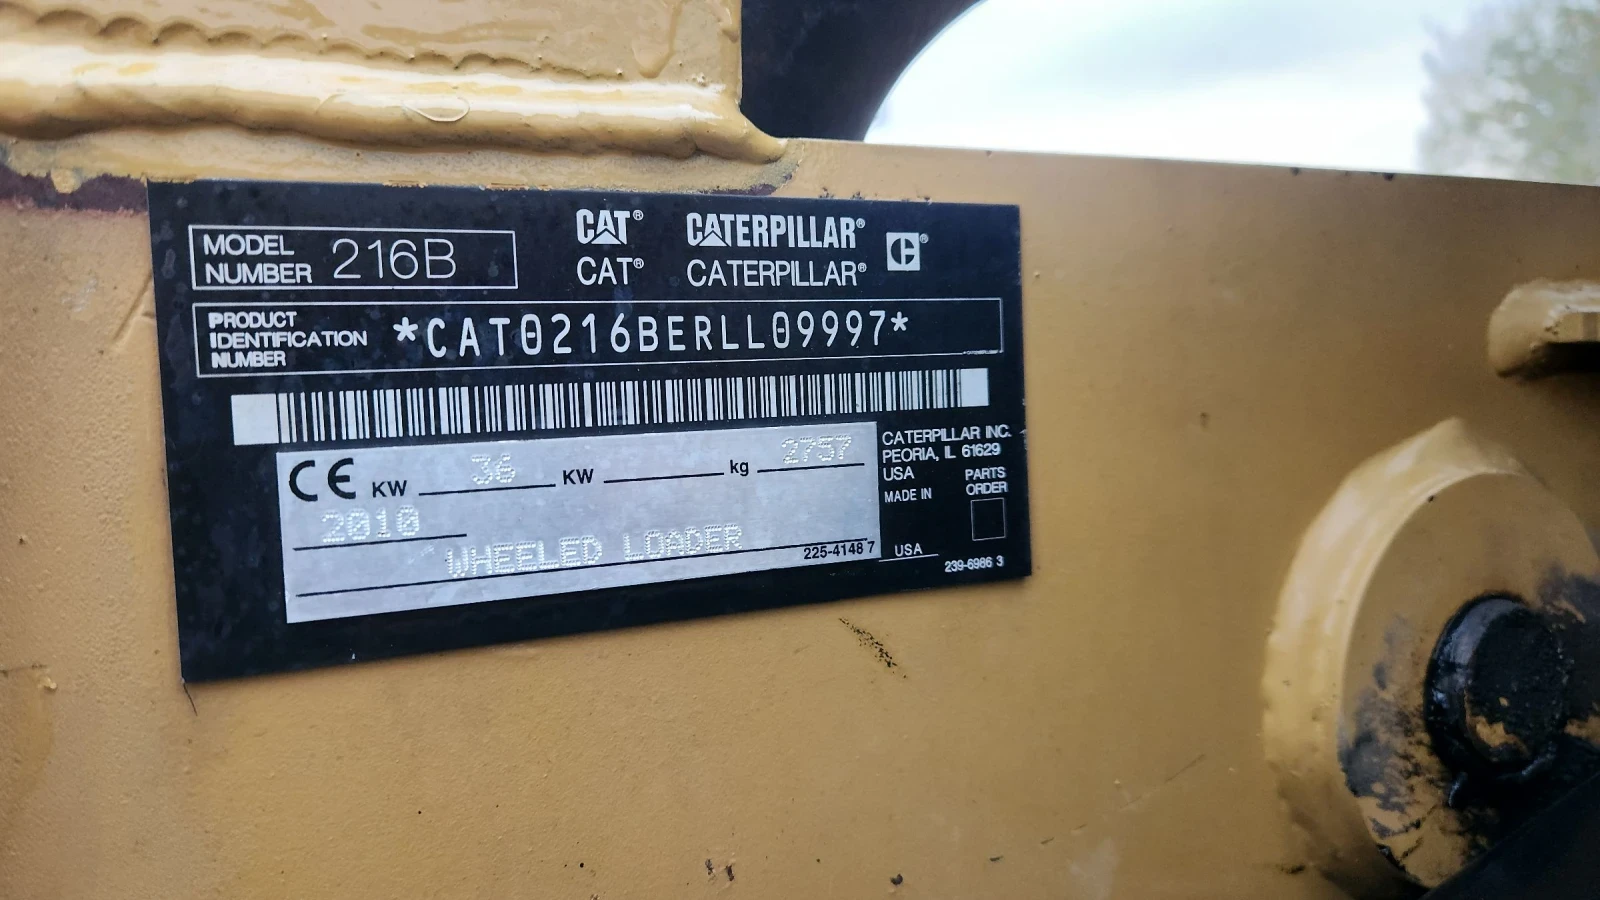 MODEL NUMBER 216B
CAT® CATERPILLAR®
CAT® CATERPILLAR®
C®
PRODUCT IDENTIFICATION NUMBER *CAT0216BERLL09997*
CE KW 36 KW kg 2757
2010
WHEELED LOADER
225-4148 7
CATERPILLAR INC.
PEORIA, IL 61629
USA
MADE IN
USA
PARTS
ORDER
239-6986 3